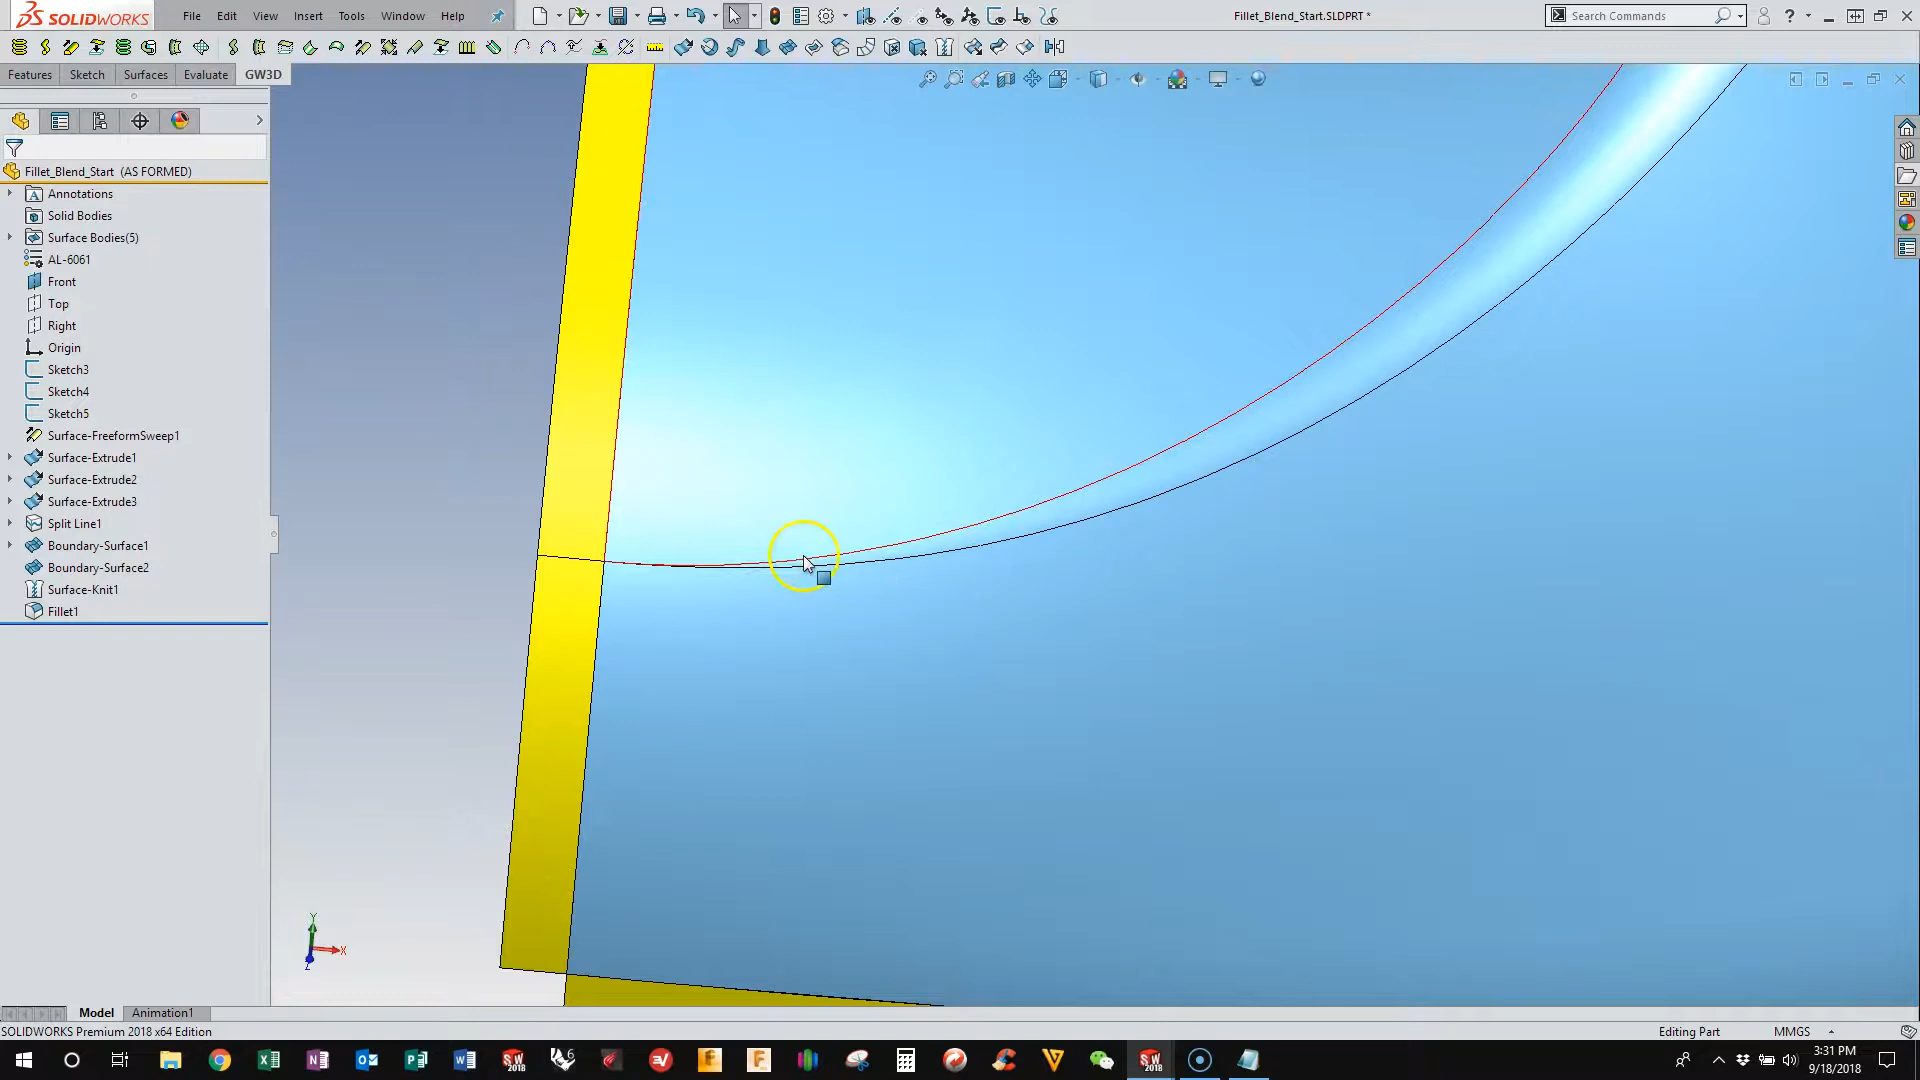 SOLIDWORKS File Edit View Insert Tools Window Help Fillet_Blend_Start.SLDPRT * Search Commands ?
Features Sketch Surfaces Evaluate GW3D
Fillet_Blend_Start (AS FORMED)
Annotations
Solid Bodies
Surface Bodies(5)
AL-6061
Front
Top
Right
Origin
Sketch3
Sketch4
Sketch5
Surface-FreeformSweep1
Surface-Extrude1
Surface-Extrude2
Surface-Extrude3
Split Line1
Boundary-Surface1
Boundary-Surface2
Surface-Knit1
Fillet1
Y
X
Z
Model Animation1
SOLIDWORKS Premium 2018 x64 Edition Editing Part MMGS
3:31 PM
9/18/2018